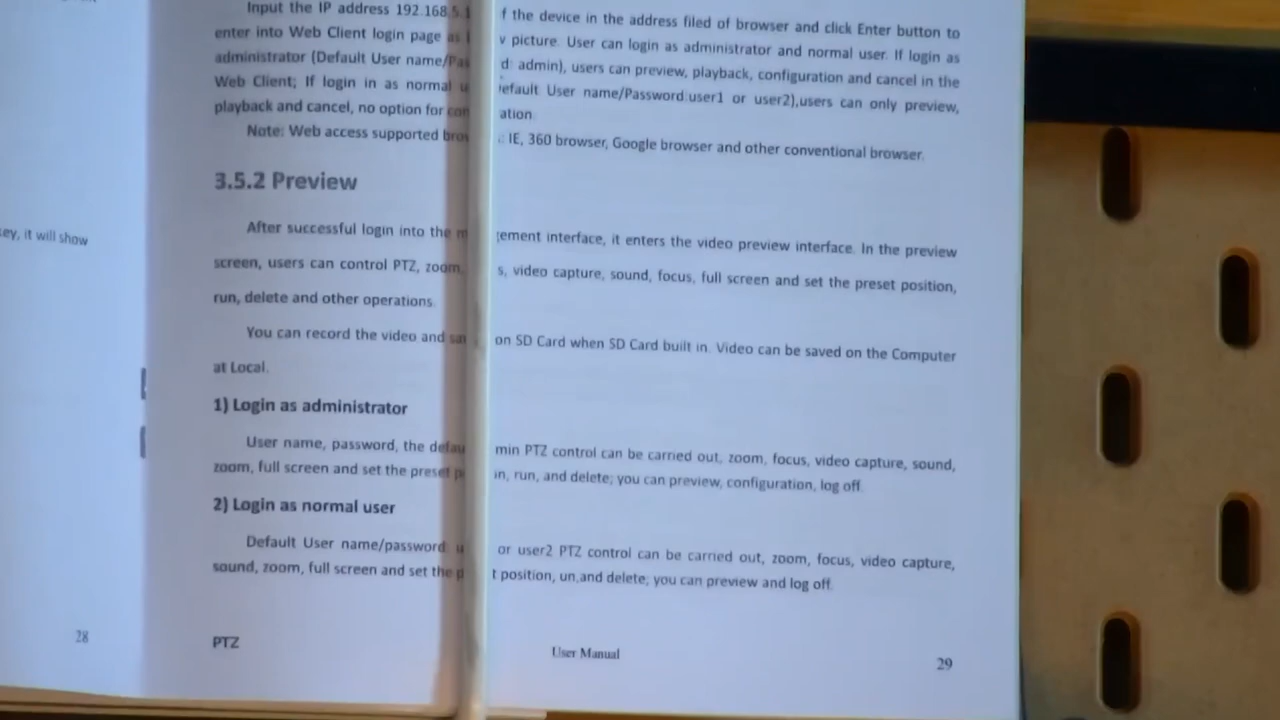 ey, it will show
28
Input the IP address 192.168.5.1 f the device in the address filed of browser and click Enter button to
enter into Web Client login page as picture. User can login as administrator and normal user. If login as
administrator (Default User name/Pas d: admin), users can preview, playback, configuration and cancel in the
Web Client; If login in as normal u efault User name/Password:user1 or user2),users can only preview,
playback and cancel, no option for con ation
Note: Web access supported brow : IE, 360 browser, Google browser and other conventional browser.
3.5.2 Preview
After successful login into the m gement interface, it enters the video preview interface. In the preview
screen, users can control PTZ, zoom, s, video capture, sound, focus, full screen and set the preset position,
run, delete and other operations.
You can record the video and sa on SD Card when SD Card built in. Video can be saved on the Computer
at Local.
1) Login as administrator
User name, password, the defau min PTZ control can be carried out, zoom, focus, video capture, sound,
zoom, full screen and set the preset p in, run, and delete; you can preview, configuration, log off.
2) Login as normal user
Default User name/password: u or user2 PTZ control can be carried out, zoom, focus, video capture,
sound, zoom, full screen and set the p t position, un,and delete; you can preview and log off.
PTZ
User Manual
29